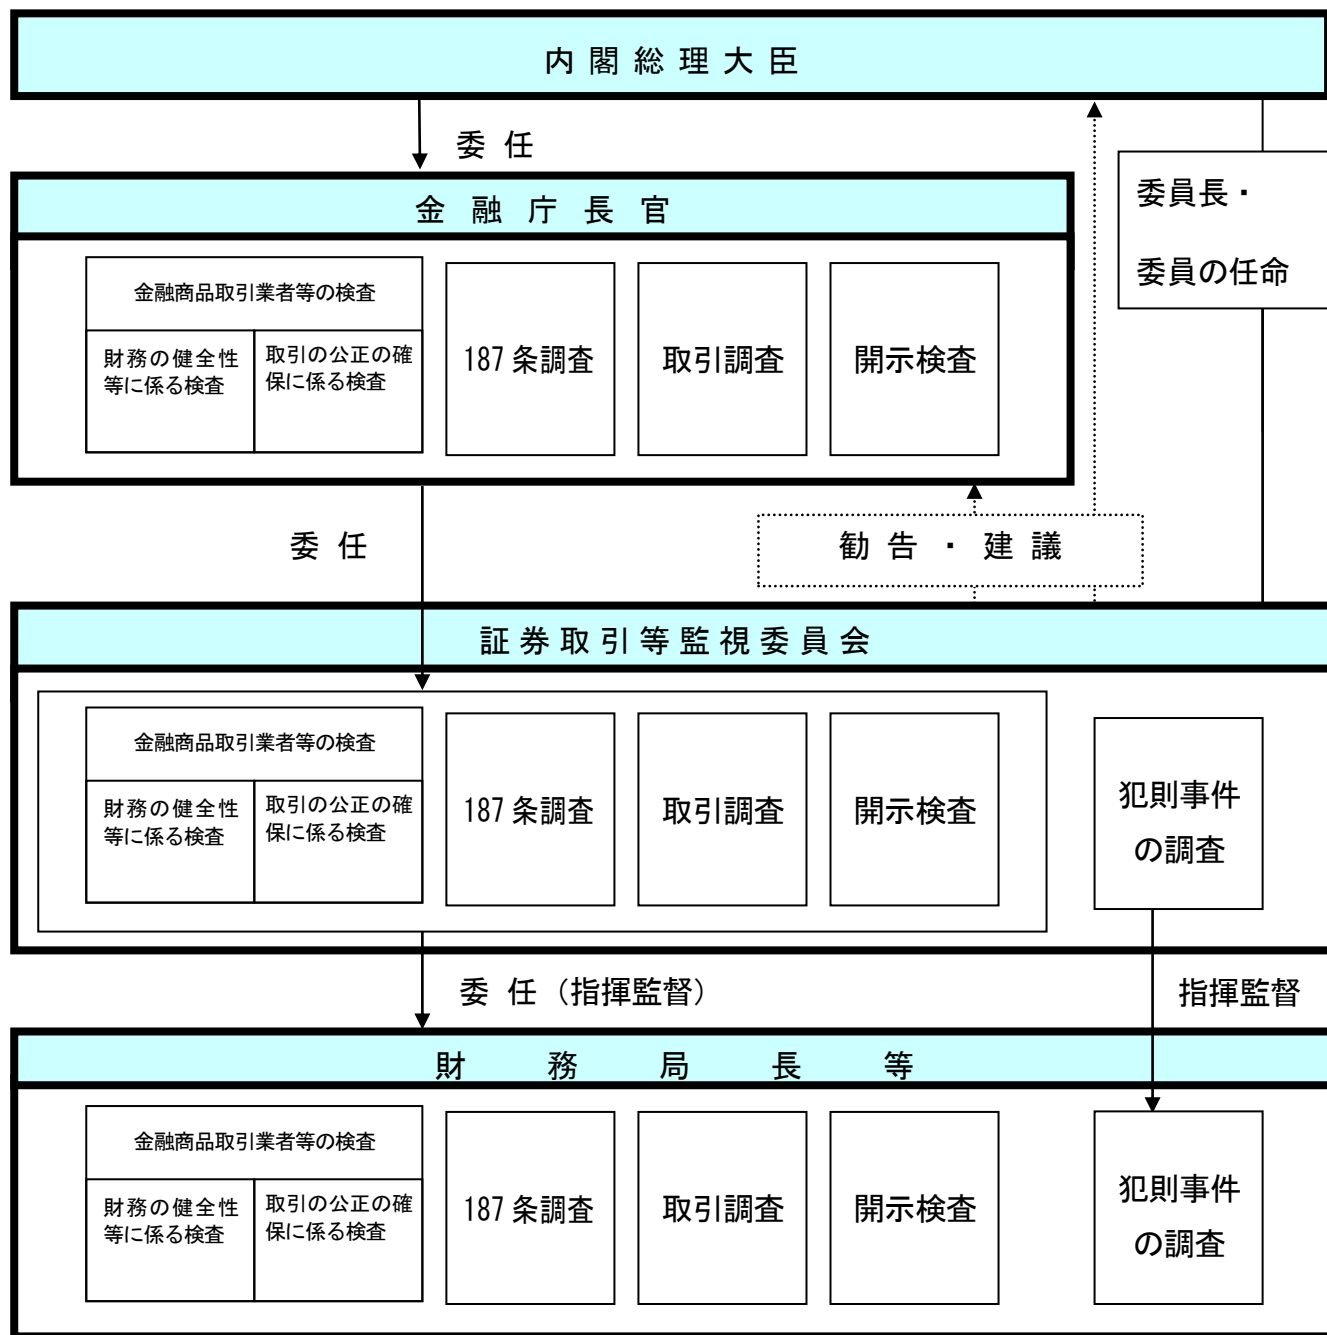 内閣総理大臣
委任
金融庁長官
委員長・
委員の任命
金融商品取引業者等の検査
財務の健全性
等に係る検査
取引の公正の確
保に係る検査
187条調査
取引調査
開示検査
委任
勧告・建議
証券取引等監視委員会
金融商品取引業者等の検査
財務の健全性
等に係る検査
取引の公正の確
保に係る検査
187条調査
取引調査
開示検査
犯則事件
の調査
委任(指揮監督)
指揮監督
財務局長等
金融商品取引業者等の検査
財務の健全性
等に係る検査
取引の公正の確
保に係る検査
187条調査
取引調査
開示検査
犯則事件
の調査